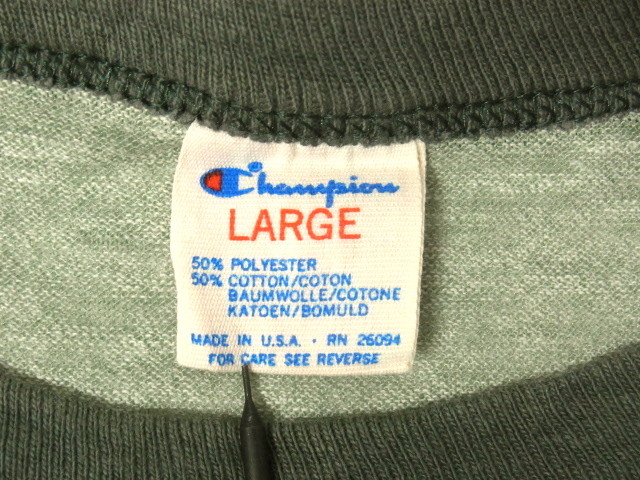 Champion
LARGE
50% POLYESTER
50% COTTON/COTON
BAUMWOLLE/COTONE
KATOEN/BOMULD
MADE IN U.S.A. · RN 26094
FOR CARE SEE REVERSE